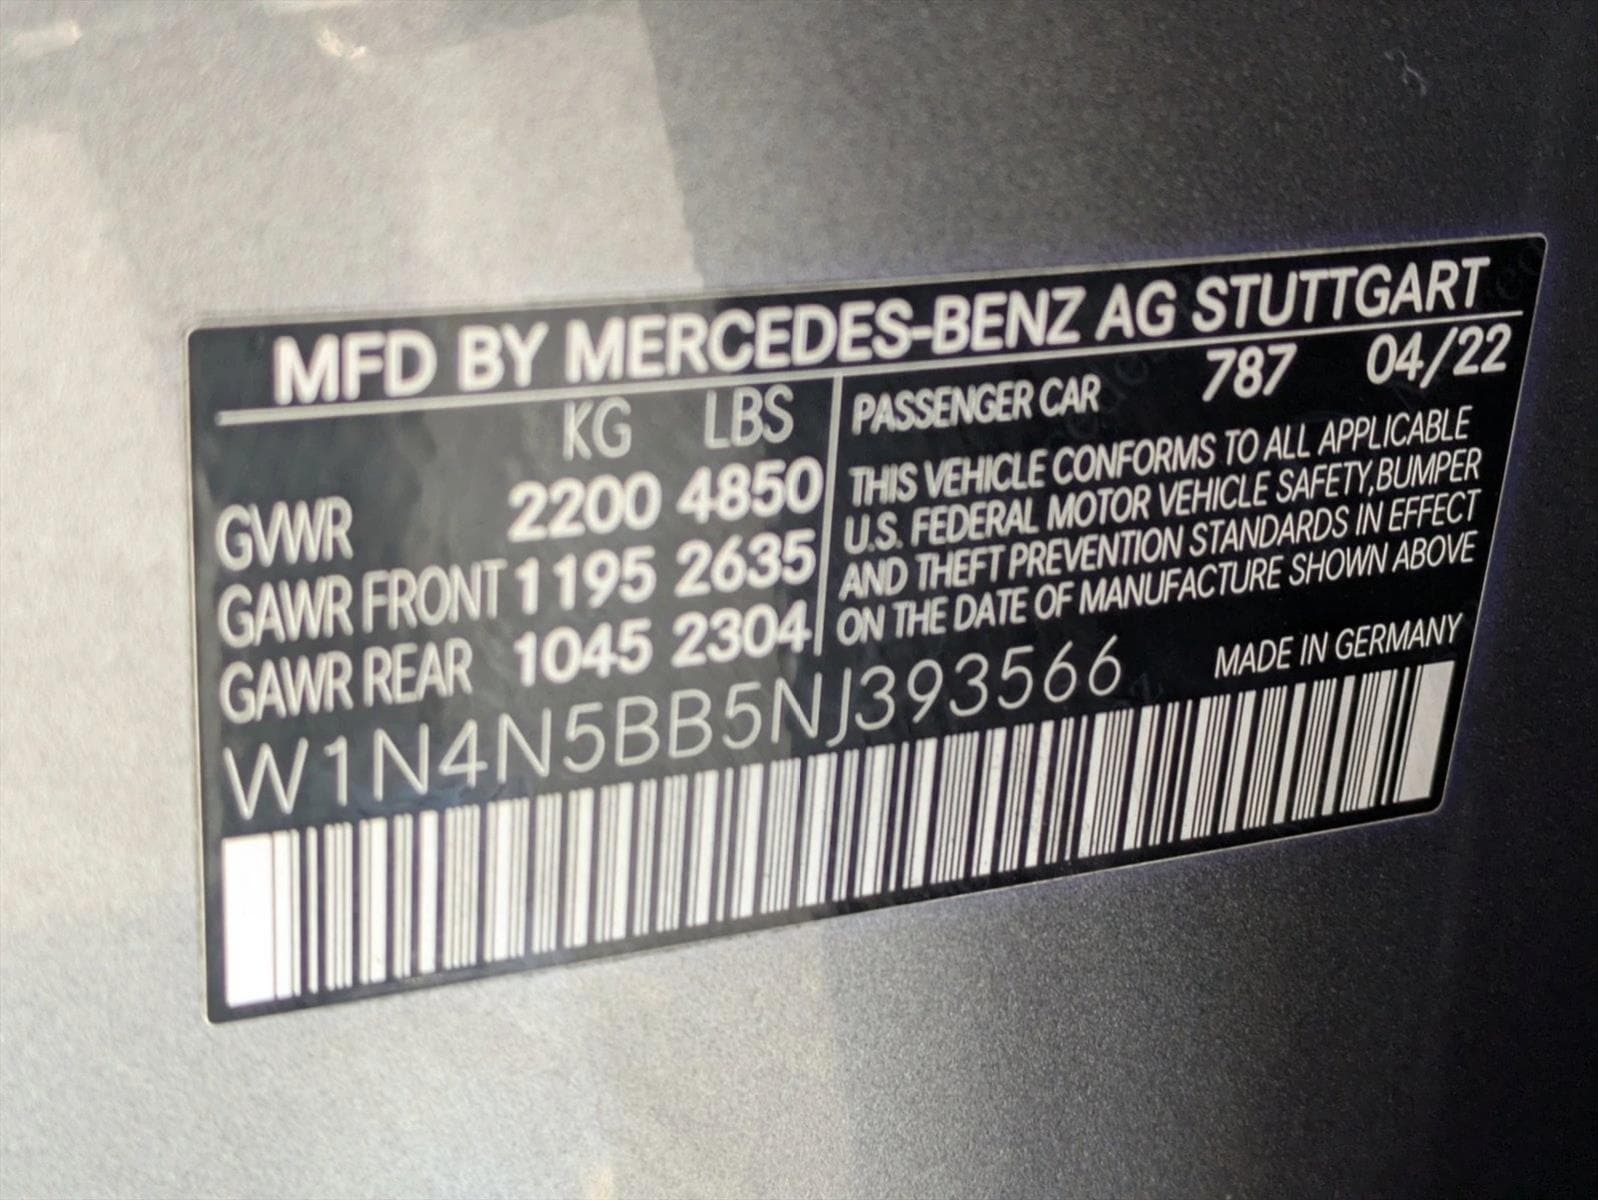 MFD BY MERCEDES-BENZ AG STUTTGART
KG LBS
GVWR 2200 4850
GAWR FRONT 1195 2635
GAWR REAR 1045 2304
PASSENGER CAR 787 04/22
THIS VEHICLE CONFORMS TO ALL APPLICABLE
U.S. FEDERAL MOTOR VEHICLE SAFETY,BUMPER
AND THEFT PREVENTION STANDARDS IN EFFECT
ON THE DATE OF MANUFACTURE SHOWN ABOVE
W1N4N5BB5NJ393566 MADE IN GERMANY